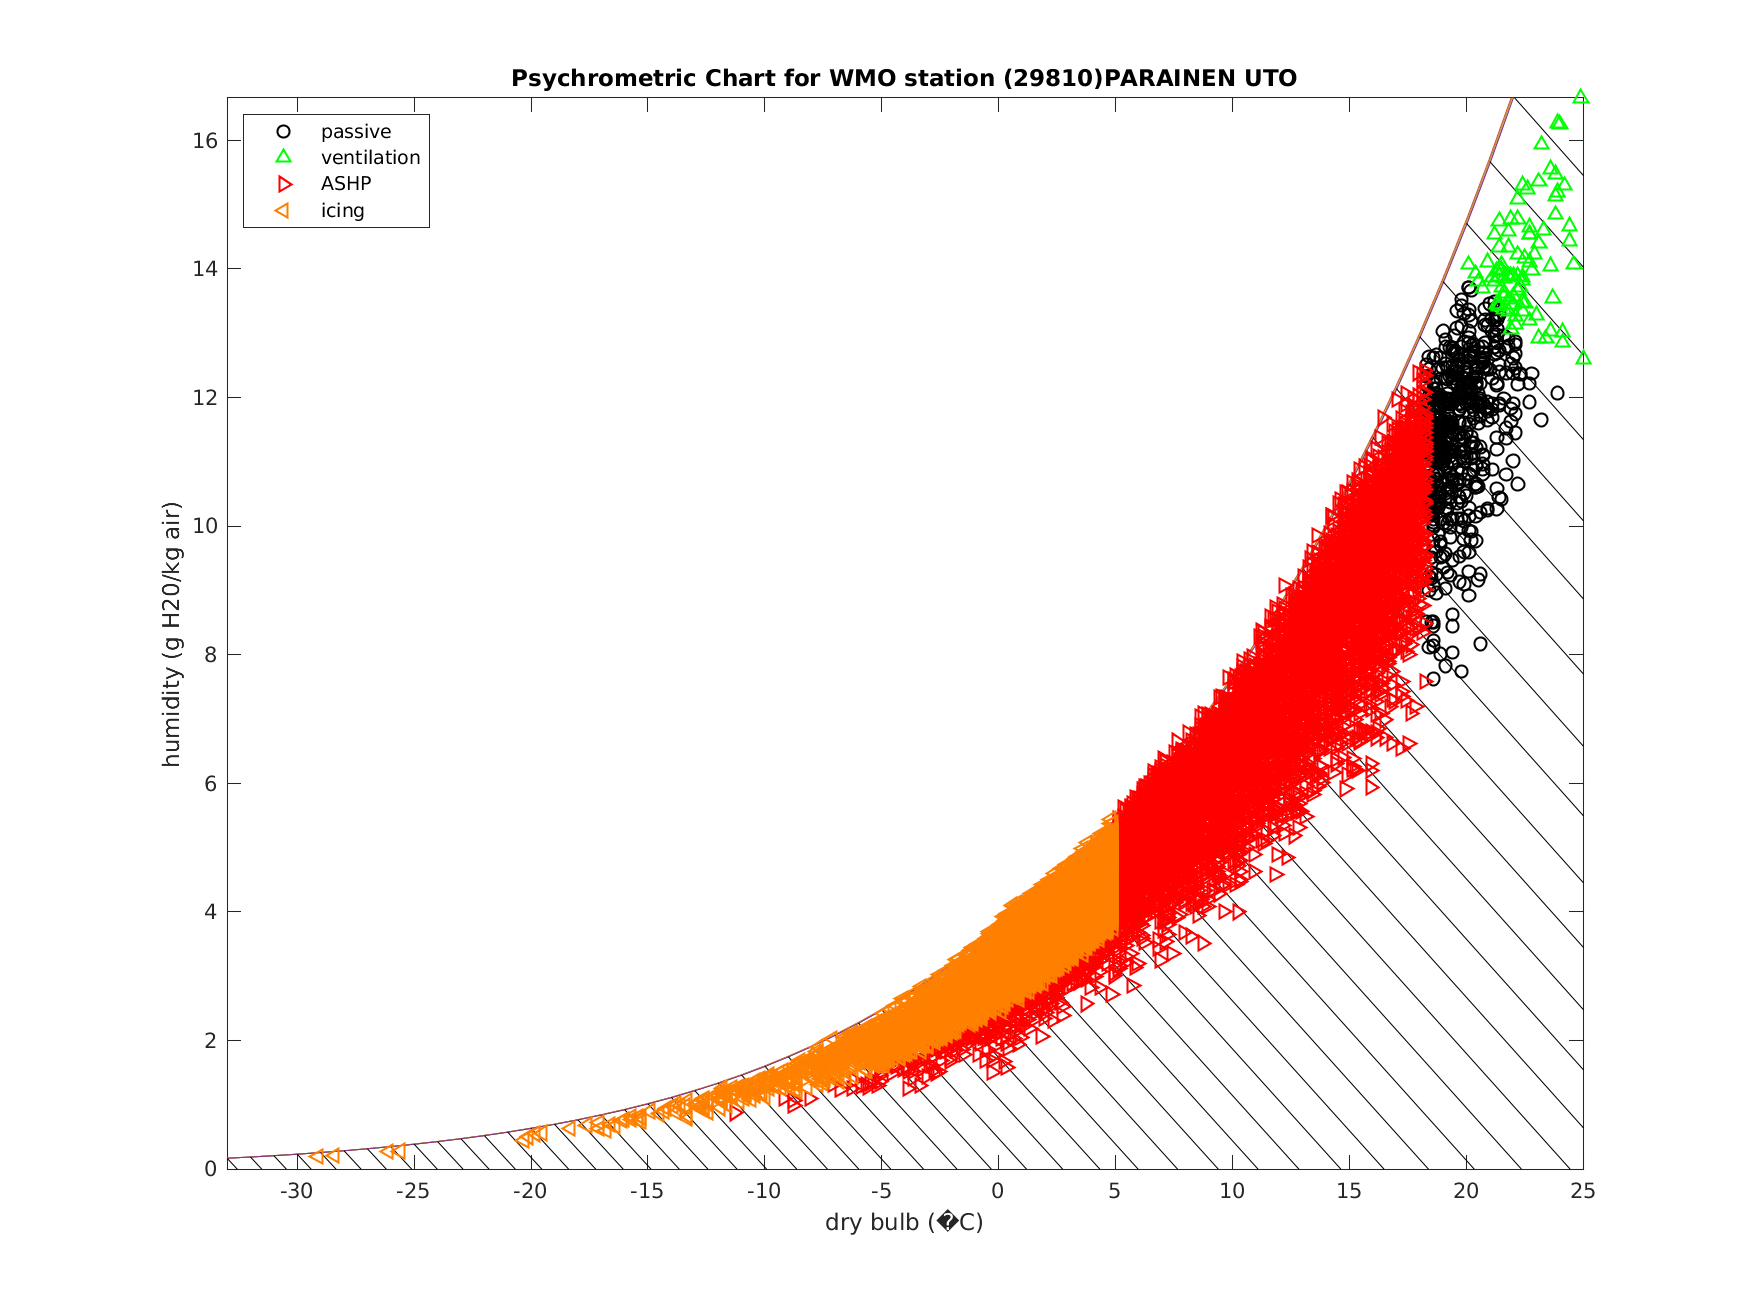 Psychrometric Chart for WMO station (29810)PARAINEN UTO
passive
ventilation
ASHP
icing
humidity (g H20/kg air)
16
14
12
10
8
6
4
2
0
-30 -25 -20 -15 -10 -5 0 5 10 15 20 25
dry bulb (�C)